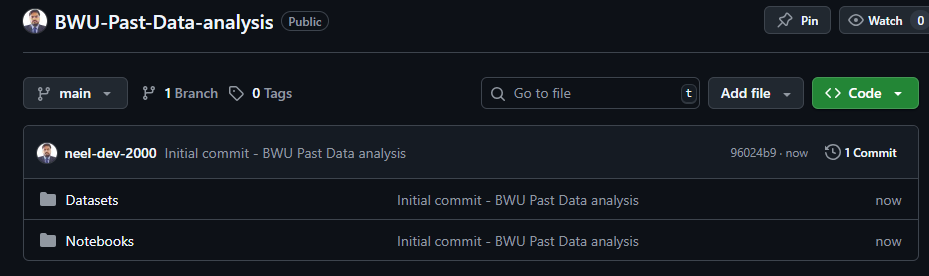 BWU-Past-Data-analysis Public Pin Watch 0
main 1 Branch 0 Tags Go to file t Add file Code
neel-dev-2000 Initial commit - BWU Past Data analysis 96024b9 · now 1 Commit
Datasets Initial commit - BWU Past Data analysis now
Notebooks Initial commit - BWU Past Data analysis now